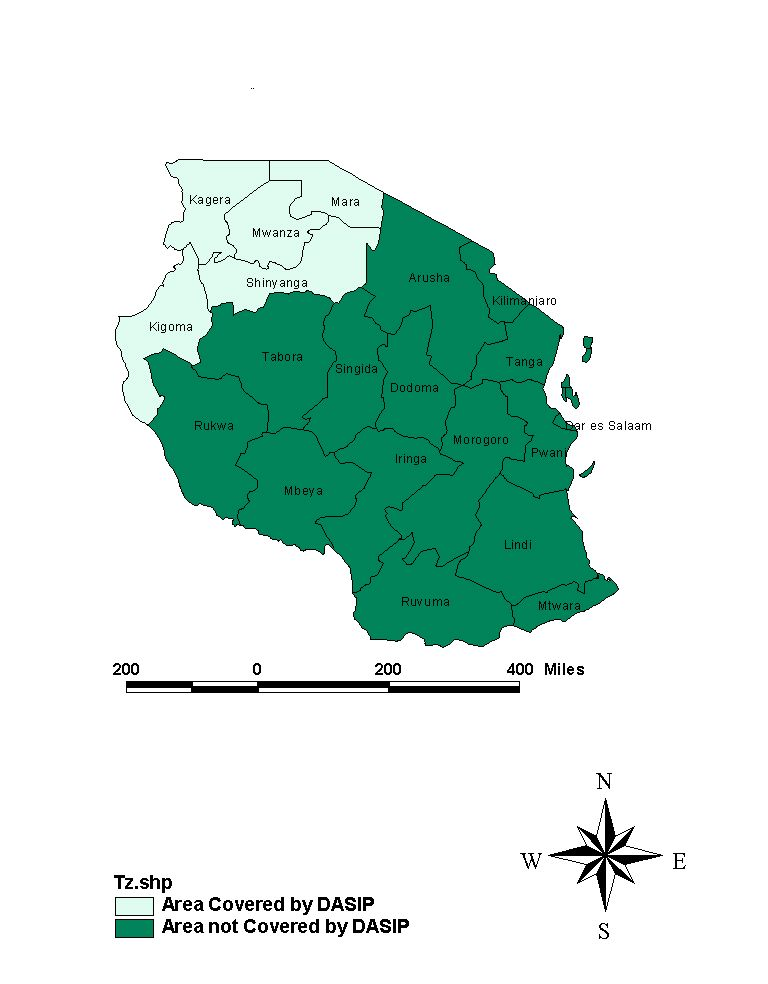 Kagera
Mara
Mwanza
Arusha
Shinyanga
Kilimanjaro
Kigoma
Tabora
Tanga
Singida
Dodoma
Rukwa
Dar es Salaam
Morogoro
Pwani
Iringa
Mbeya
Lindi
Ruvuma
Mtwara
200 0 200 400 Miles
N
W E
S
Tz.shp
Area Covered by DASIP
Area not Covered by DASIP